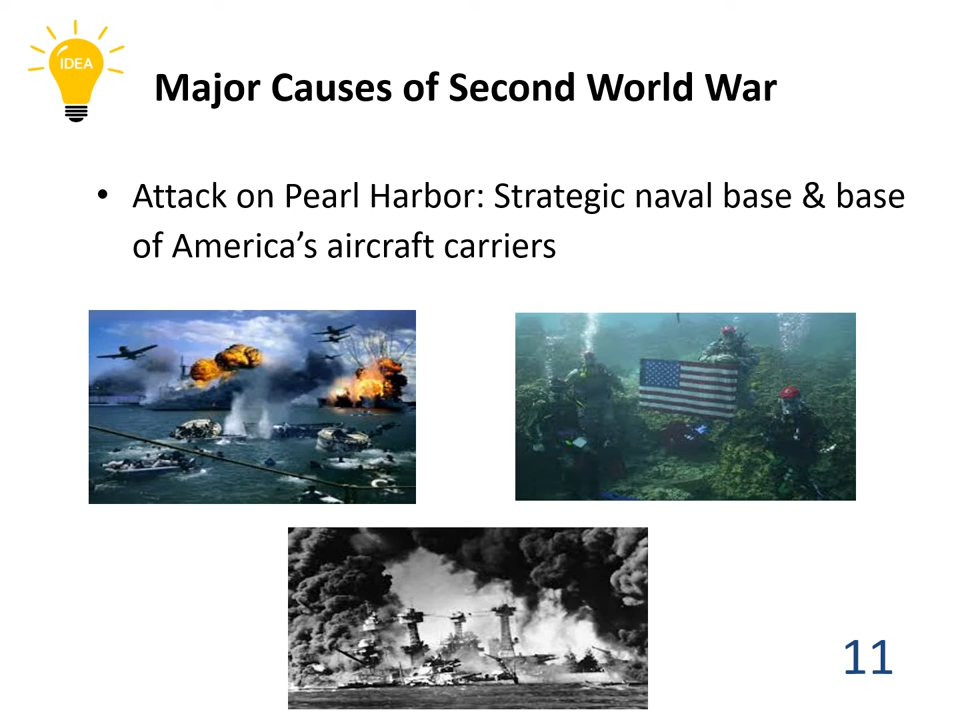 IDEA
Major Causes of Second World War
• Attack on Pearl Harbor: Strategic naval base & base
of America’s aircraft carriers
11